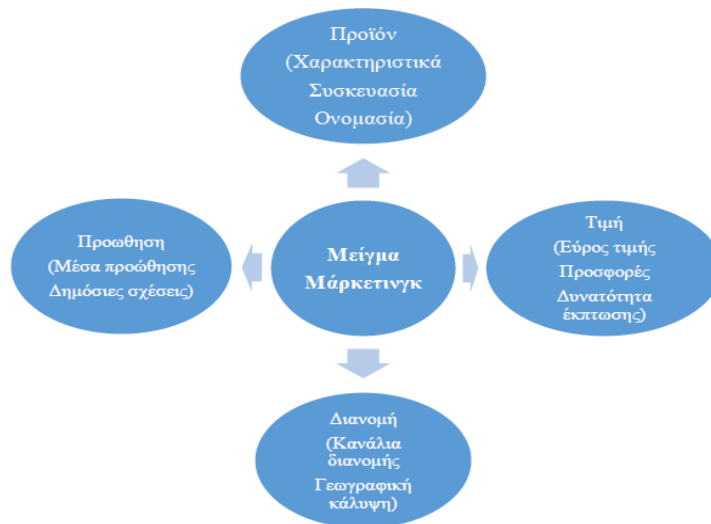 Προϊόν
(Χαρακτηριστικά
Συσκευασία
Ονομασία)
Προωθηση
(Μέσα προώθησης
Δημόσιες σχέσεις)
Μείγμα
Μάρκετινγκ
Τιμή
(Εύρος τιμής
Προσφορές
Δυνατότητα
έκπτωσης)
Διανομή
(Κανάλια
διανομής
Γεωγραφική
κάλυψη)